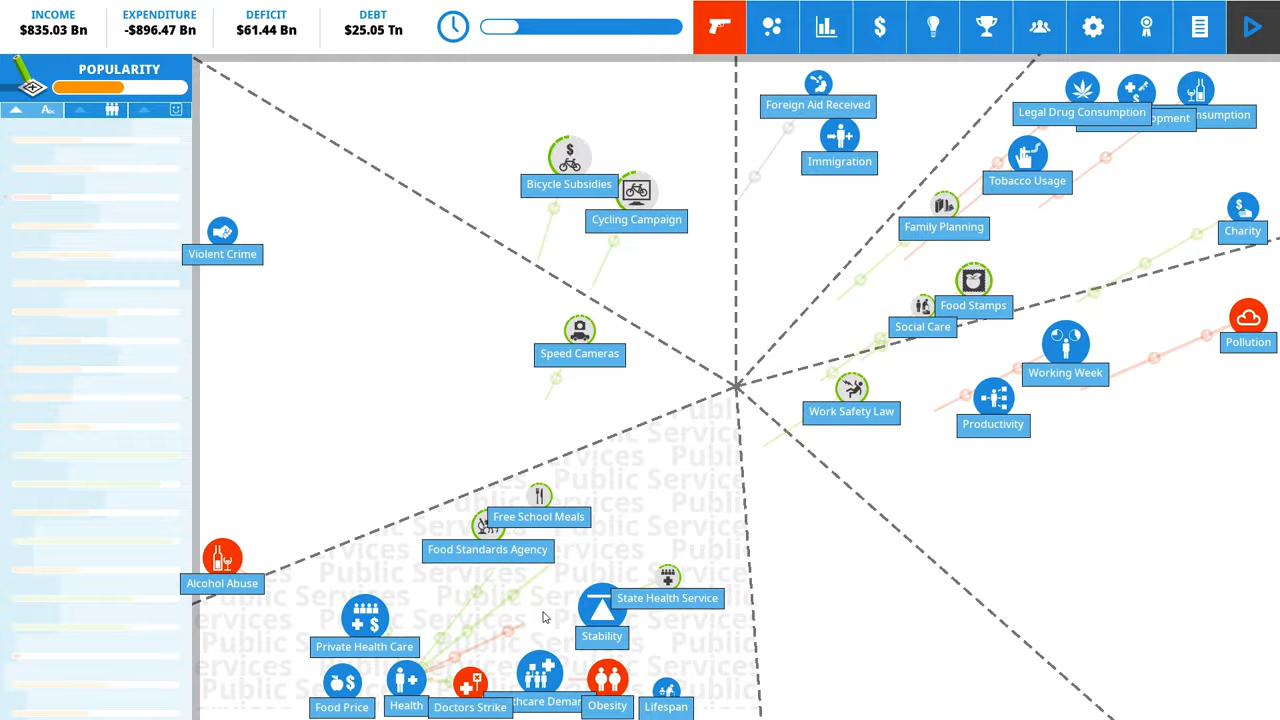 INCOME
$835.03 Bn
EXPENDITURE
-$896.47 Bn
DEFICIT
$61.44 Bn
DEBT
$25.05 Tn
POPULARITY
Foreign Aid Received
Immigration
Legal Drug Consumption
Tobacco Usage
Bicycle Subsidies
Cycling Campaign
Family Planning
Charity
Violent Crime
Food Stamps
Social Care
Speed Cameras
Pollution
Working Week
Work Safety Law
Productivity
Public Services
Free School Meals
Food Standards Agency
Alcohol Abuse
State Health Service
Stability
Private Health Care
Food Price
Health
Doctors Strike
Obesity
Lifespan